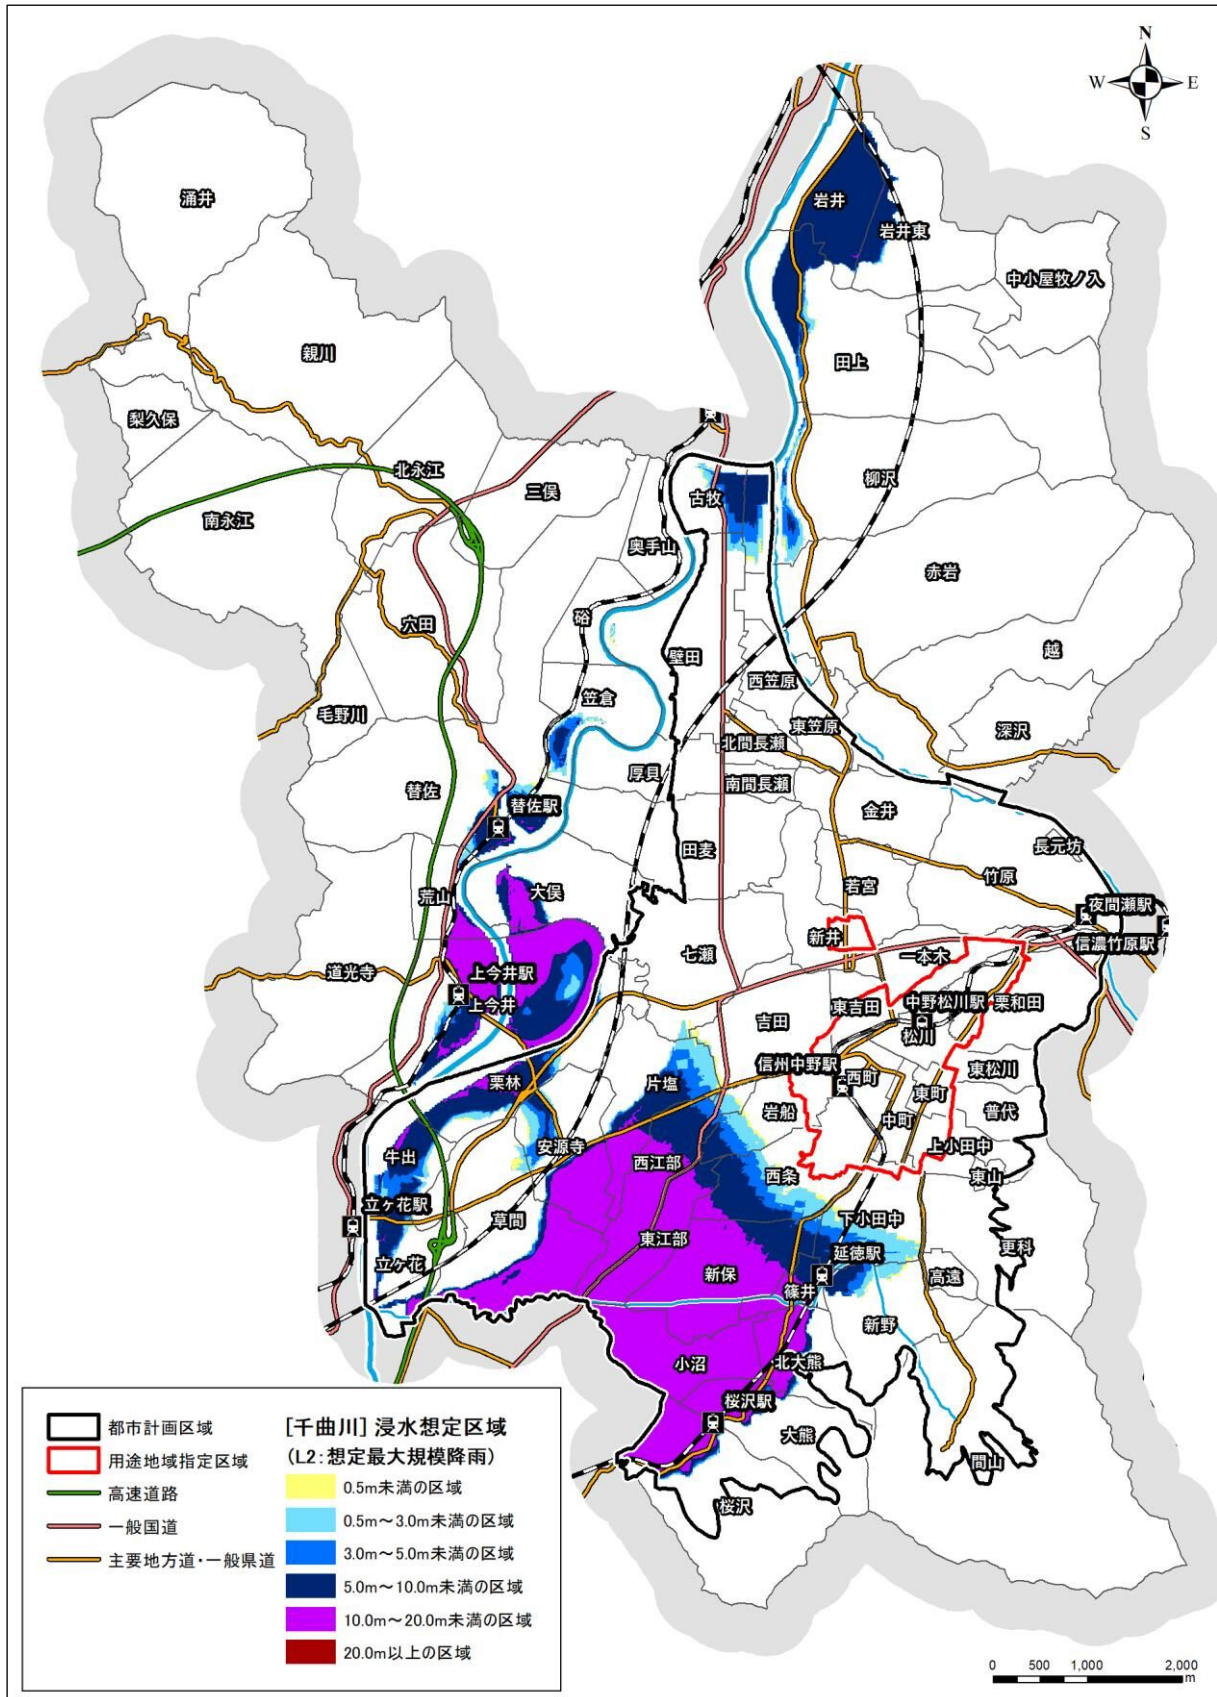 N
W
E
S
涌井
岩井
岩井東
中小屋牧ノ入
親川
田上
梨久保
北永江
三俣
柳沢
古牧
南永江
奥手山
赤岩
硲
穴田
越
壁田
西笠原
笠倉
毛野川
東笠原
深沢
北間長瀬
厚貝
南間長瀬
替佐
替佐駅
金井
田麦
長元坊
若宮
竹原
大俣
荒山
夜間瀬駅
新井
信濃竹原駅
七瀬
一本木
道光寺
上今井駅
上今井
東吉田
中野松川駅
栗和田
吉田
松川
信州中野駅
西町
東松川
栗林
片塩
東町
岩船
普代
中町
安源寺
上小田中
牛出
西江部
西条
東山
立ヶ花駅
草間
下小田中
東江部
延徳駅
更科
立ヶ花
新保
高遠
篠井
新野
小沼
北大熊
桜沢駅
大熊
間山
桜沢
都市計画区域
用途地域指定区域
高速道路
一般国道
主要地方道・一般県道
[千曲川] 浸水想定区域
(L2:想定最大規模降雨)
0.5m未満の区域
0.5m～3.0m未満の区域
3.0m～5.0m未満の区域
5.0m～10.0m未満の区域
10.0m～20.0m未満の区域
20.0m以上の区域
0 500 1,000 2,000
m